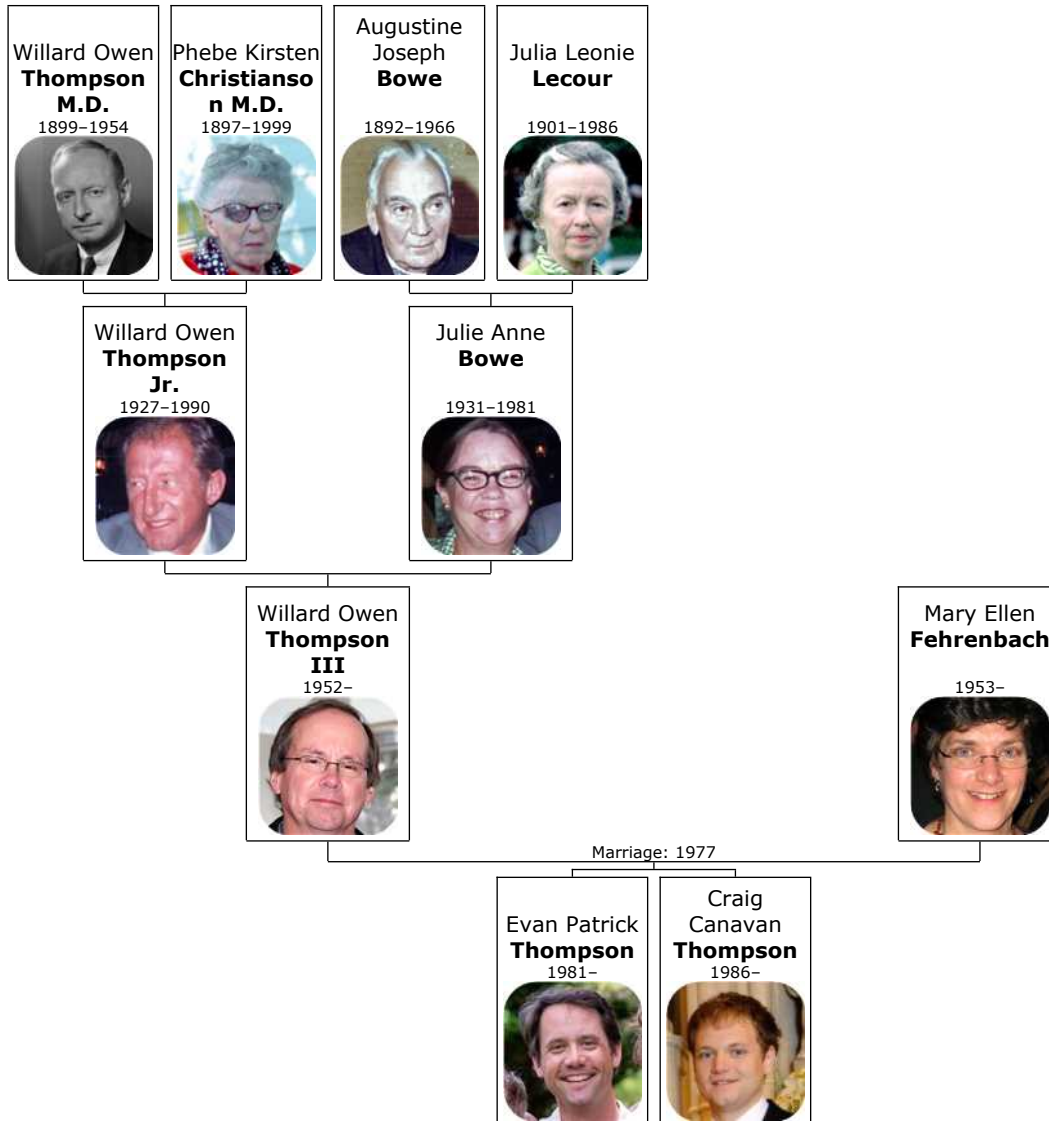 Willard Owen
Thompson
M.D.
1899–1954
Phebe Kirsten
Christianso
n M.D.
1897–1999
Augustine
Joseph
Bowe
1892–1966
Julia Leonie
Lecour
1901–1986
Willard Owen
Thompson
Jr.
1927–1990
Julie Anne
Bowe
1931–1981
Willard Owen
Thompson
III
1952–
Mary Ellen
Fehrenbach
1953–
Marriage: 1977
Evan Patrick
Thompson
1981–
Craig
Canavan
Thompson
1986–